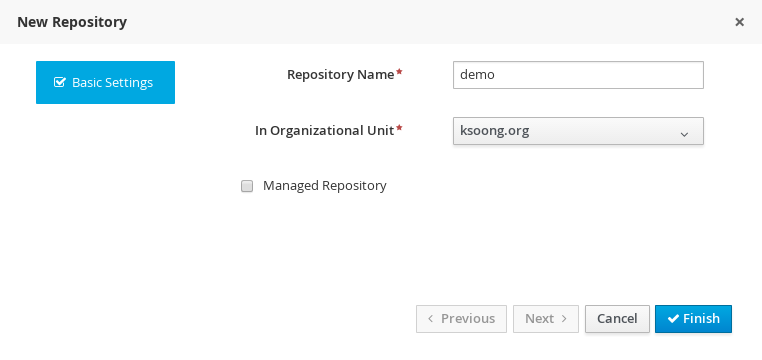 New Repository
Basic Settings
Repository Name*
demo
In Organizational Unit*
ksoong.org
Managed Repository
Previous
Next
Cancel
Finish